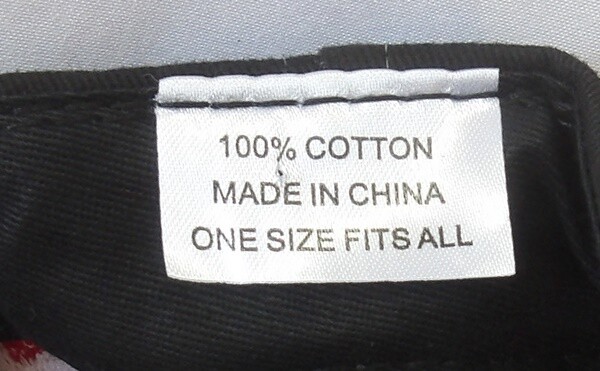 100% COTTON
MADE IN CHINA
ONE SIZE FITS ALL